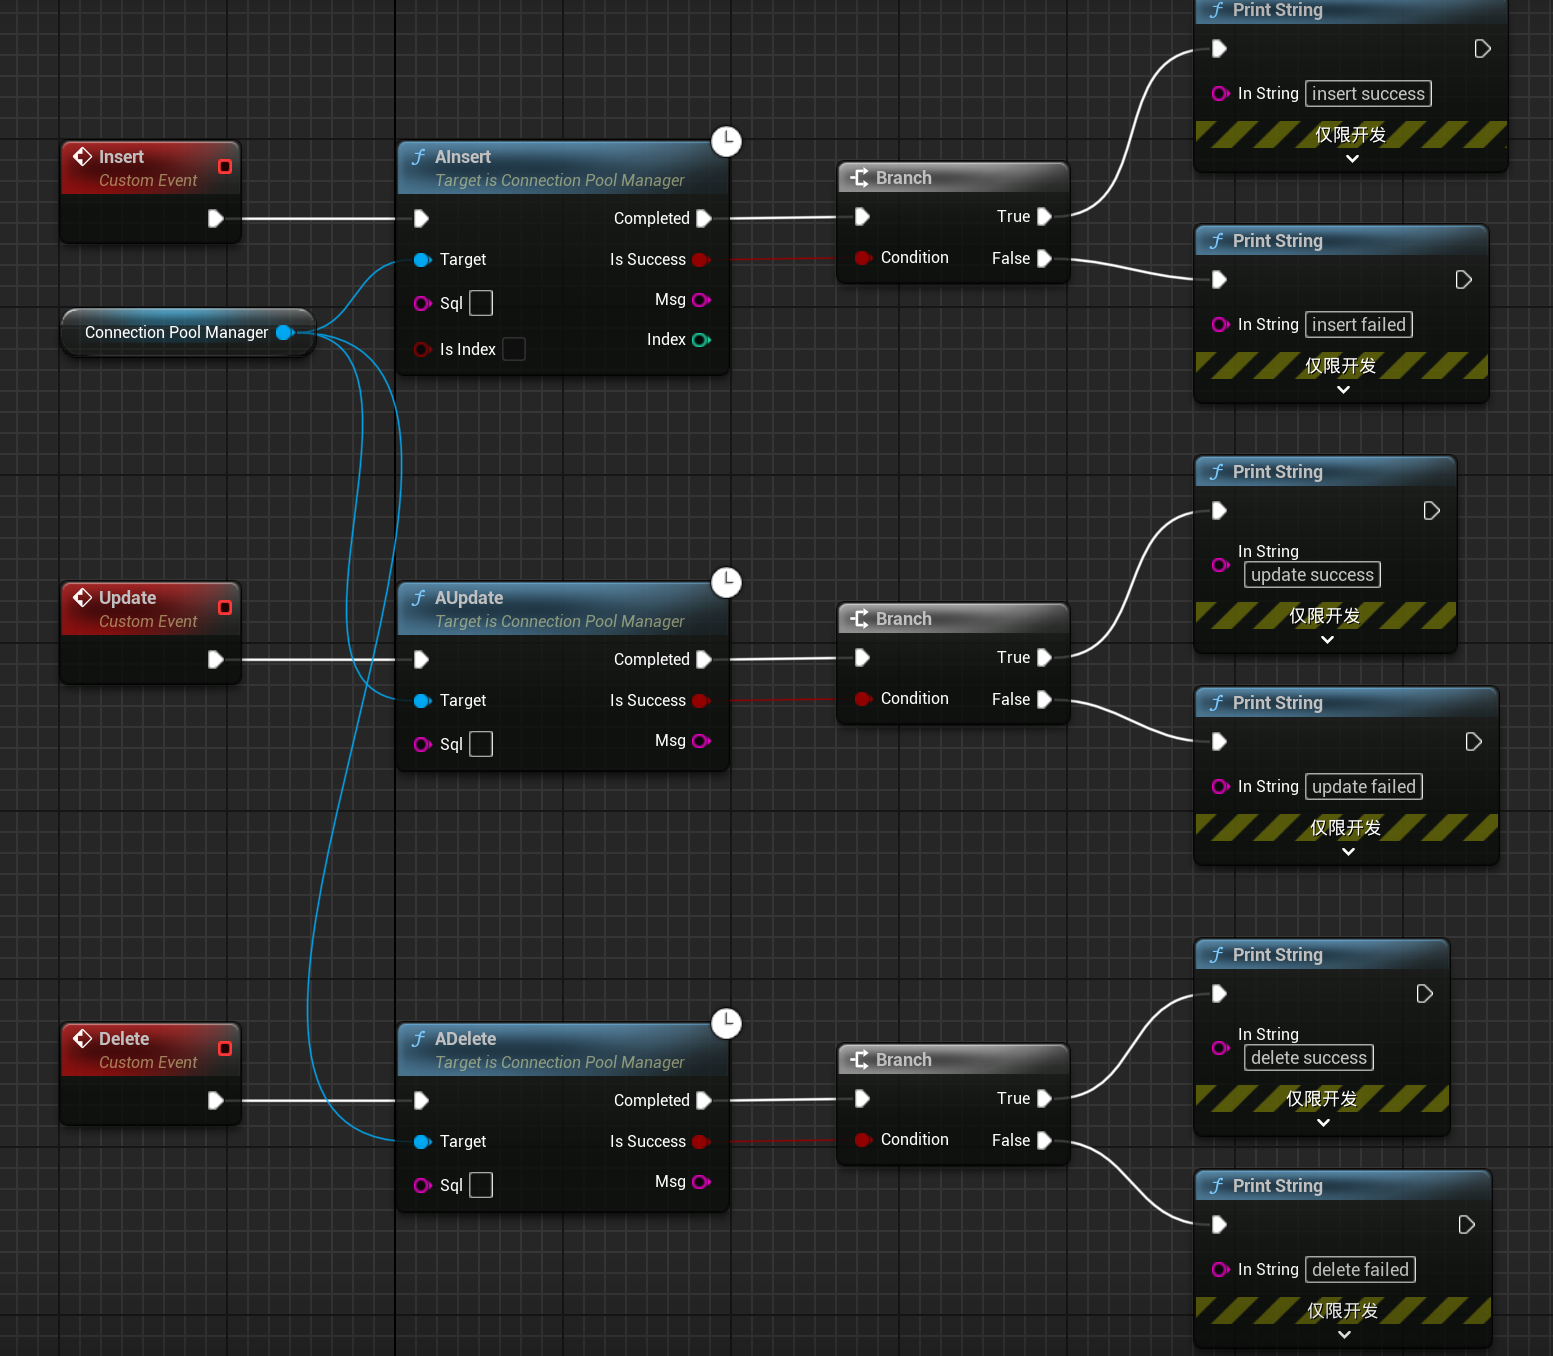 Insert
Custom Event
Connection Pool Manager
AInsert
Target is Connection Pool Manager
Completed
Target
Is Success
Sql
Msg
Is Index
Index
Branch
True
Condition
False
Print String
In String insert success
仅限开发
Print String
In String insert failed
仅限开发
Update
Custom Event
AUpdate
Target is Connection Pool Manager
Completed
Target
Is Success
Sql
Msg
Branch
True
Condition
False
Print String
In String
update success
仅限开发
Print String
In String update failed
仅限开发
Delete
Custom Event
ADelete
Target is Connection Pool Manager
Completed
Target
Is Success
Sql
Msg
Branch
True
Condition
False
Print String
In String
delete success
仅限开发
Print String
In String delete failed
仅限开发